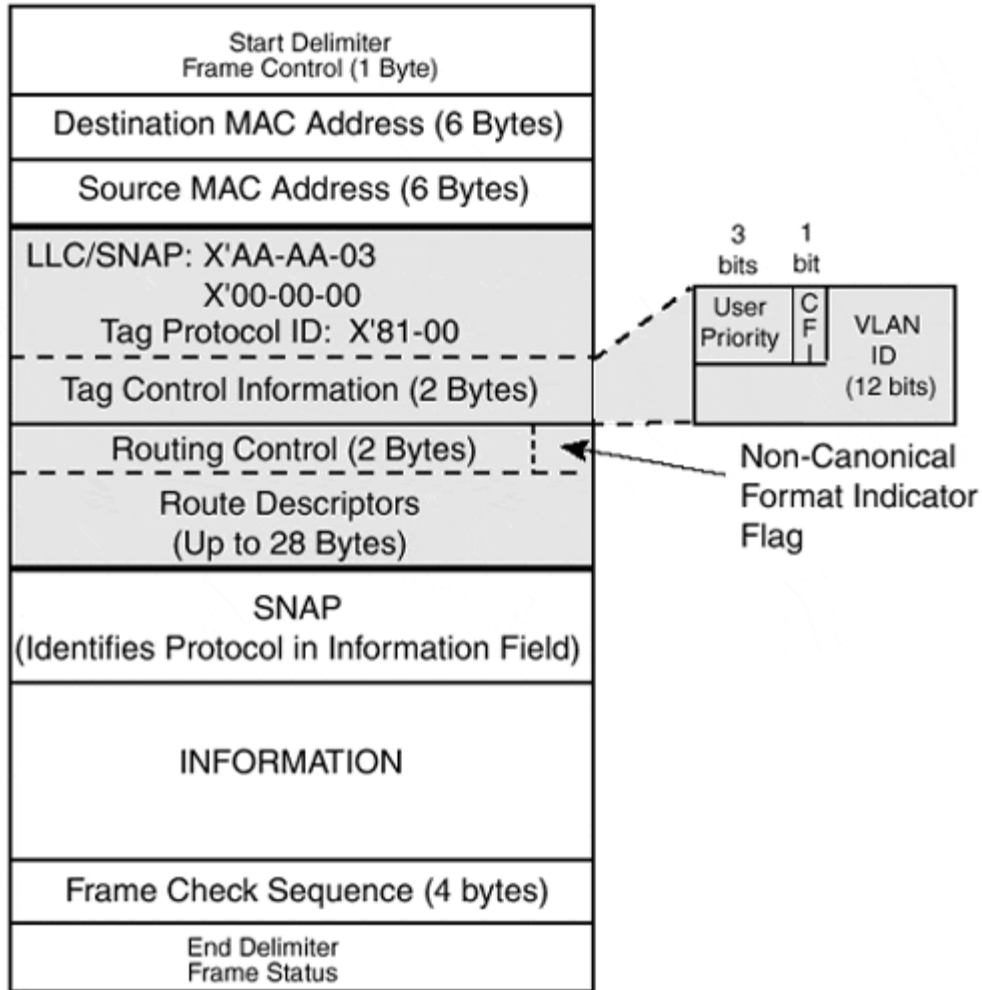 Start Delimiter
Frame Control (1 Byte)
Destination MAC Address (6 Bytes)
Source MAC Address (6 Bytes)
LLC/SNAP: X'AA-AA-03
X'00-00-00
Tag Protocol ID: X'81-00
Tag Control Information (2 Bytes)
Routing Control (2 Bytes)
Route Descriptors
(Up to 28 Bytes)
SNAP
(Identifies Protocol in Information Field)
INFORMATION
Frame Check Sequence (4 bytes)
End Delimiter
Frame Status
3
bits
1
bit
User
Priority
C
F
I
VLAN
ID
(12 bits)
Non-Canonical
Format Indicator
Flag